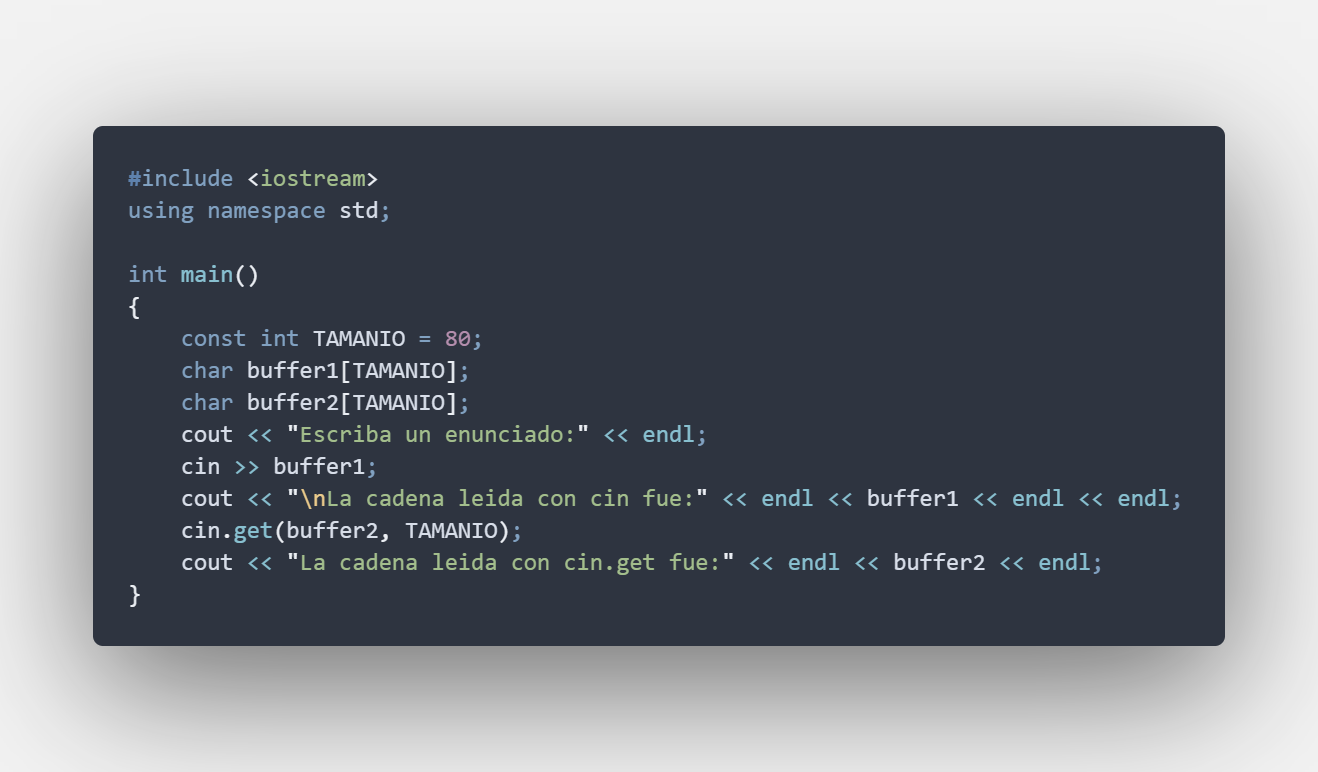 #include <iostream>
using namespace std;
int main()
{
    const int TAMANIO = 80;
    char buffer1[TAMANIO];
    char buffer2[TAMANIO];
    cout << "Escriba un enunciado:" << endl;
    cin >> buffer1;
    cout << "\nLa cadena leida con cin fue:" << endl << buffer1 << endl << endl;
    cin.get(buffer2, TAMANIO);
    cout << "La cadena leida con cin.get fue:" << endl << buffer2 << endl;
}